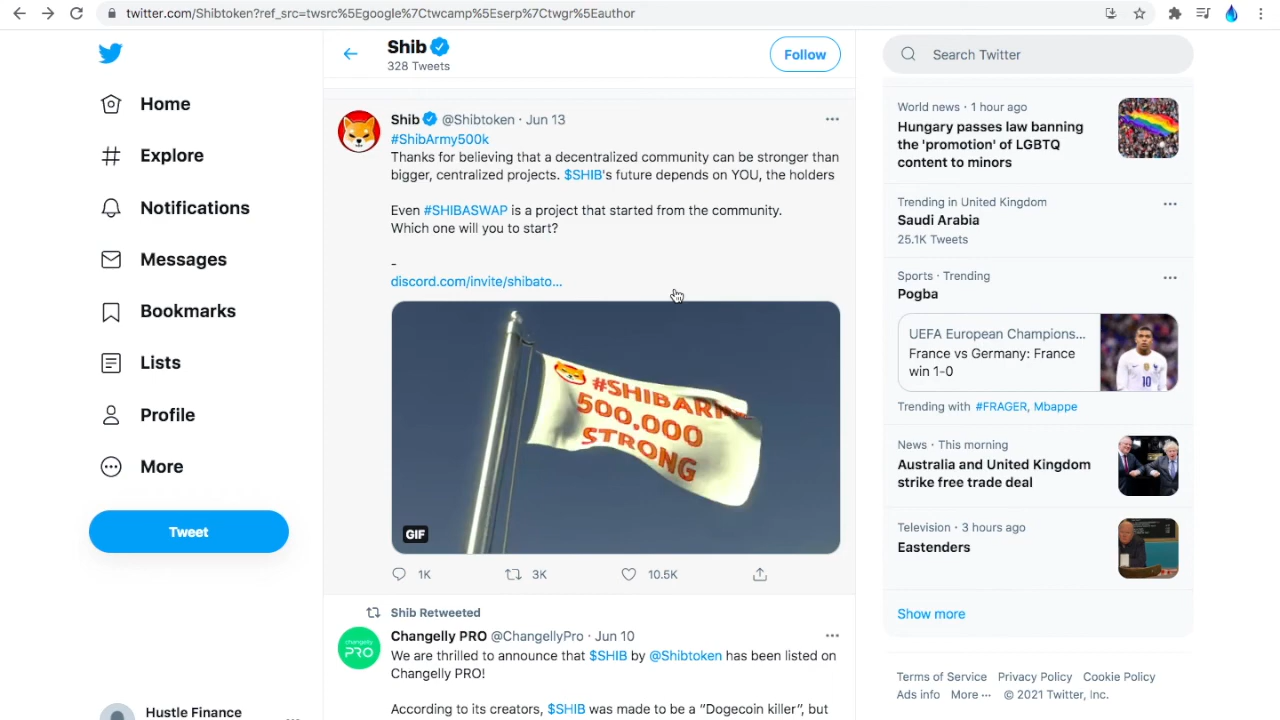 twitter.com/Shibtoken?ref_src=twsrc%5Egoogle%7Ctwcamp%5Eserp%7Ctwgr%5Eauthor
Home
Explore
Notifications
Messages
Bookmarks
Lists
Profile
More
Tweet
Hustle Finance
Shib
328 Tweets
Follow
Shib @Shibtoken · Jun 13
#ShibArmy500k
Thanks for believing that a decentralized community can be stronger than
bigger, centralized projects. $SHIB's future depends on YOU, the holders
Even #SHIBASWAP is a project that started from the community.
Which one will you to start?
-
discord.com/invite/shibato...
500.000
STRONG
GIF
1K
3K
10.5K
Shib Retweeted
changelly
PRO
Changelly PRO @ChangellyPro · Jun 10
We are thrilled to announce that $SHIB by @Shibtoken has been listed on
Changelly PRO!
According to its creators, $SHIB was made to be a “Dogecoin killer”, but
Search Twitter
World news · 1 hour ago
Hungary passes law banning
the 'promotion' of LGBTQ
content to minors
Trending in United Kingdom
Saudi Arabia
25.1K Tweets
Sports · Trending
Pogba
UEFA European Champions...
France vs Germany: France
win 1-0
10
Trending with #FRAGER, Mbappe
News · This morning
Australia and United Kingdom
strike free trade deal
Television · 3 hours ago
Eastenders
Show more
Terms of Service Privacy Policy Cookie Policy
Ads info More ··· © 2021 Twitter, Inc.